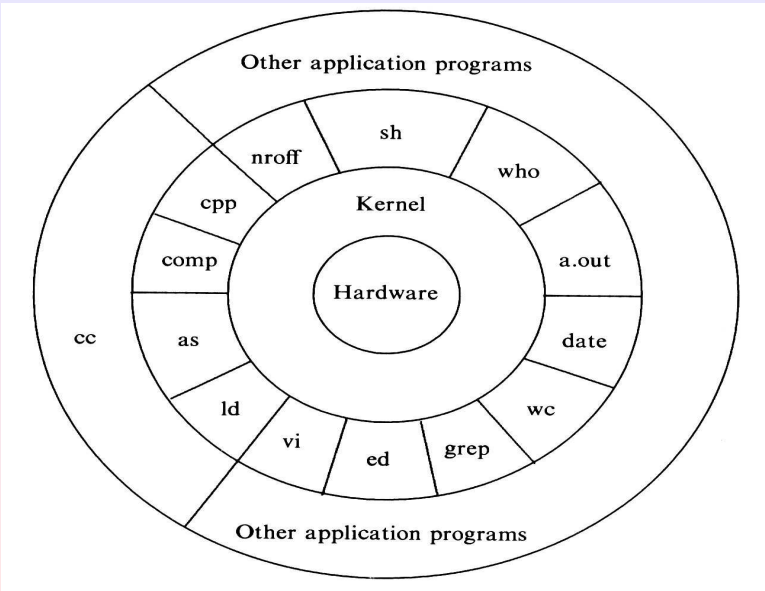 Other application programs
sh
nroff
who
cpp
Kernel
comp
a.out
Hardware
cc
as
date
ld
wc
vi
ed
grep
Other application programs